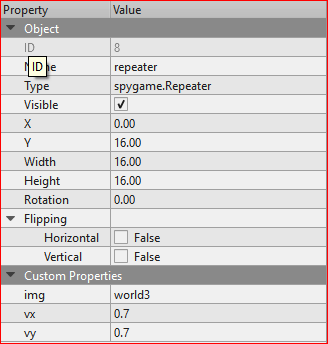 Property Value
Object
ID 8
ID
repeater
Type spygame.Repeater
Visible
X 0.00
Y 16.00
Width 16.00
Height 16.00
Rotation 0.00
Flipping
Horizontal False
Vertical False
Custom Properties
img world3
vx 0.7
vy 0.7